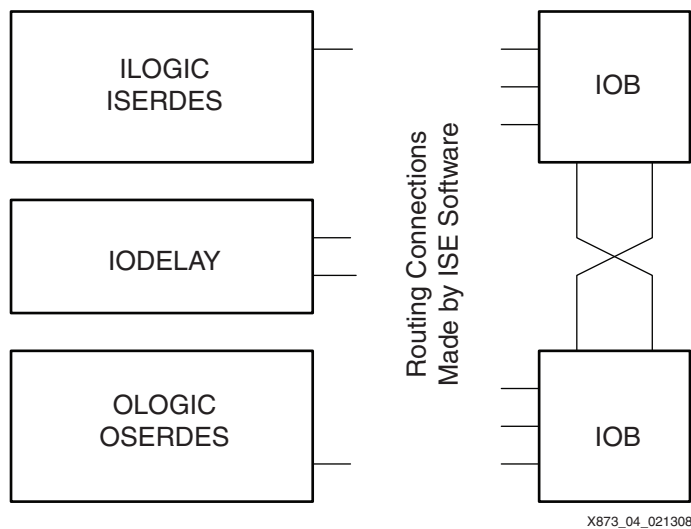 ILOGIC
ISERDES
IODELAY
OLOGIC
OSERDES
Routing Connections
Made by ISE Software
IOB
IOB
X873_04_021308